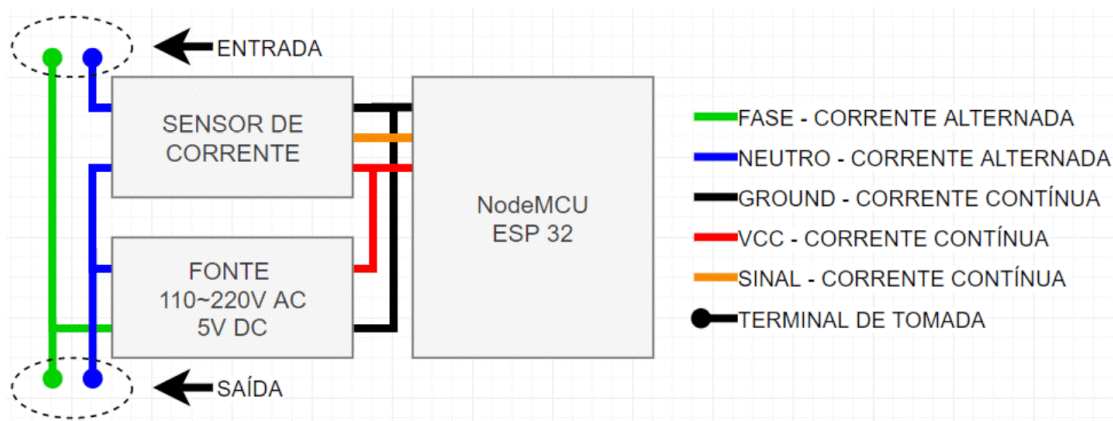 ENTRADA
SENSOR DE
CORRENTE
NodeMCU
ESP 32
FONTE
110~220V AC
5V DC
SAÍDA
FASE - CORRENTE ALTERNADA
NEUTRO - CORRENTE ALTERNADA
GROUND - CORRENTE CONTÍNUA
VCC - CORRENTE CONTÍNUA
SINAL - CORRENTE CONTÍNUA
TERMINAL DE TOMADA